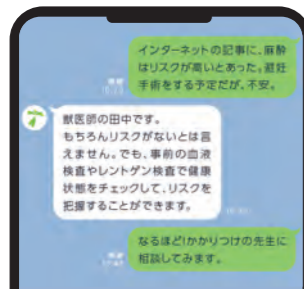 インターネットの記事に、麻酔
はリスクが高いとあった。避妊
手術をする予定だが、不安。
獣医師の田中です。
もちろんリスクがないとは言
えません。でも、事前の血液
検査やレントゲン検査で健康
状態をチェックして、リスクを
把握することができます。
なるほど!かかりつけの先生に
相談してみます。